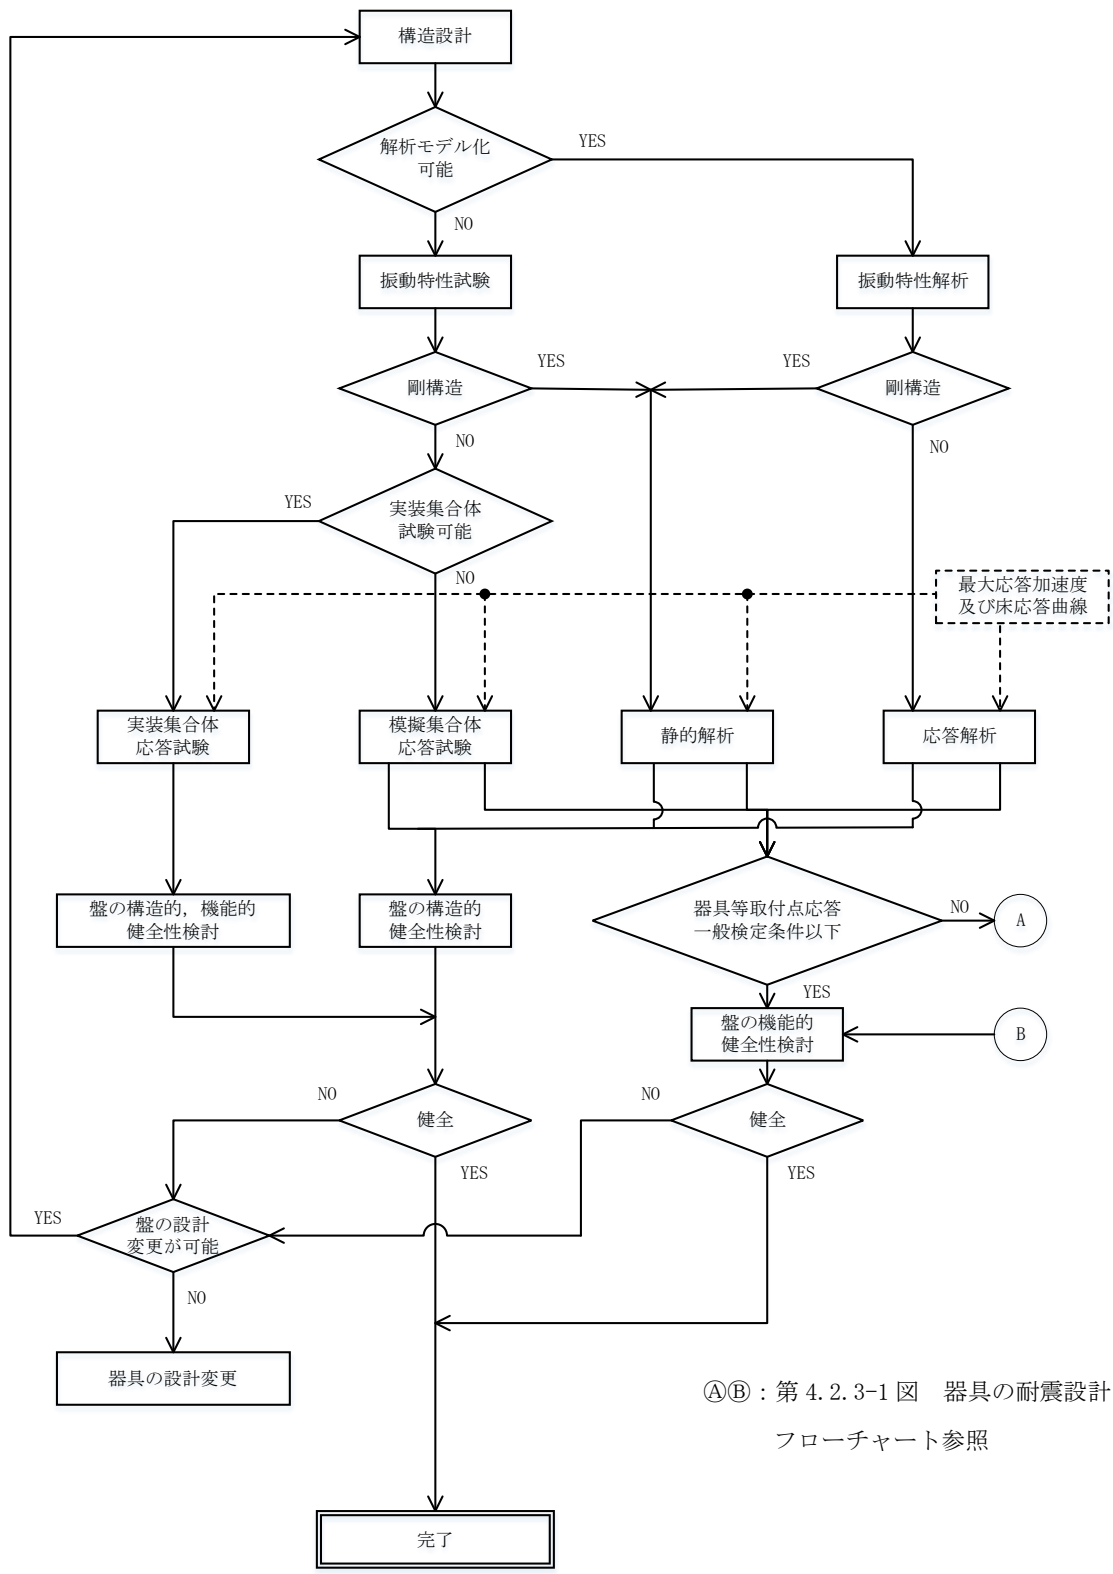 構造設計
解析モデル化
可能
YES
NO
振動特性試験
振動特性解析
剛構造
YES
YES
剛構造
NO
NO
実装集合体
試験可能
YES
NO
最大応答加速度
及び床応答曲線
実装集合体
応答試験
模擬集合体
応答試験
静的解析
応答解析
盤の構造的，機能的
健全性検討
盤の構造的
健全性検討
器具等取付点応答
一般検定条件以下
NO
A
YES
盤の機能的
健全性検討
B
NO
健全
NO
健全
YES
YES
YES
盤の設計
変更が可能
NO
器具の設計変更
ⒶⒷ：第 4.2.3-1 図　器具の耐震設計
フローチャート参照
完了